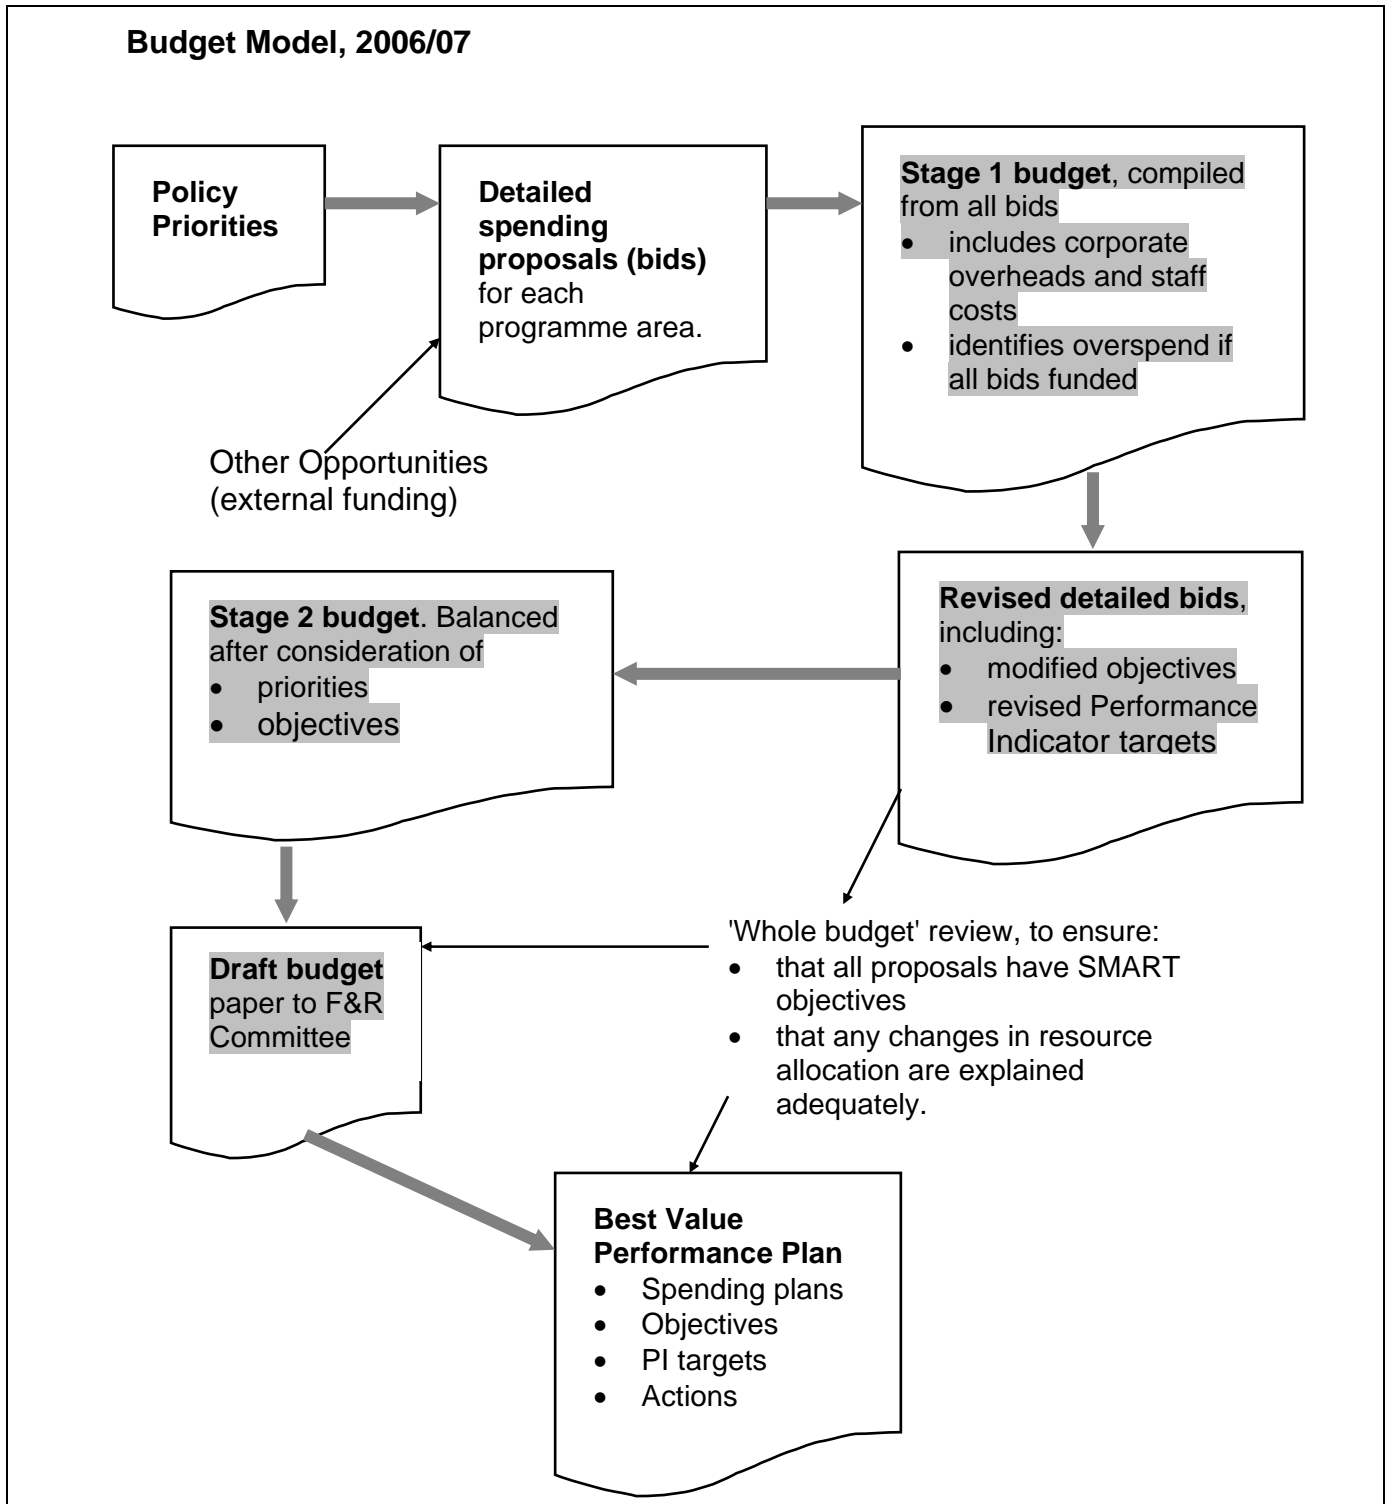 Budget Model, 2006/07
Policy
Priorities
Detailed
spending
proposals (bids)
for each
programme area.
Stage 1 budget, compiled
from all bids
• includes corporate
overheads and staff
costs
• identifies overspend if
all bids funded
Other Opportunities
(external funding)
Revised detailed bids,
including:
• modified objectives
• revised Performance
Indicator targets
Stage 2 budget. Balanced
after consideration of
• priorities
• objectives
'Whole budget' review, to ensure:
• that all proposals have SMART
objectives
• that any changes in resource
allocation are explained
adequately.
Draft budget
paper to F&R
Committee
Best Value
Performance Plan
• Spending plans
• Objectives
• PI targets
• Actions